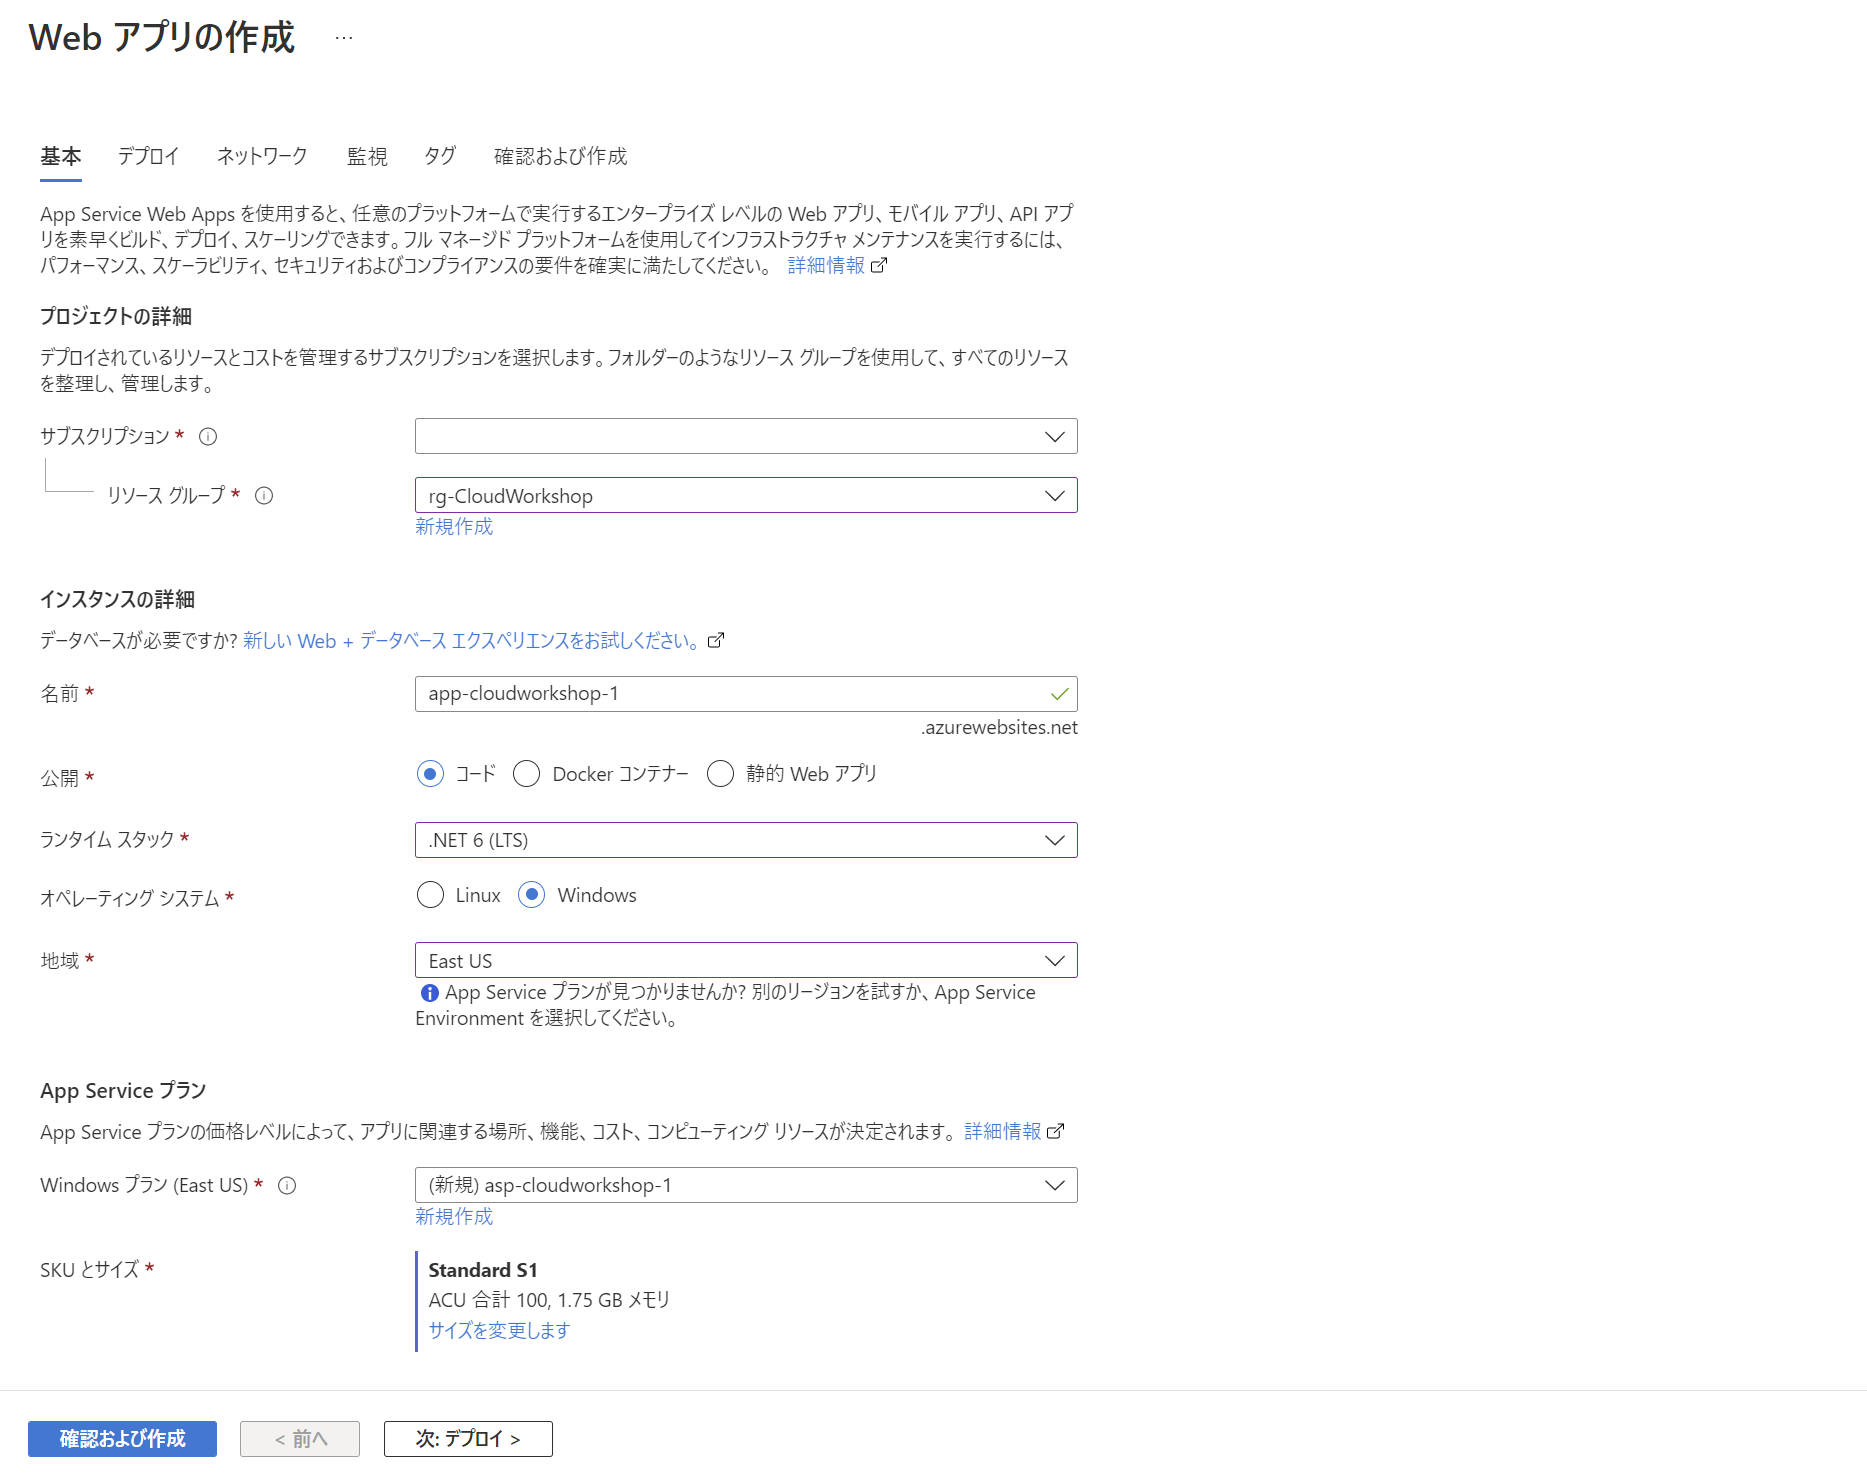 Web アプリの作成 …
基本 デプロイ ネットワーク 監視 タグ 確認および作成
App Service Web Apps を使用すると、任意のプラットフォームで実行するエンタープライズ レベルの Web アプリ、モバイル アプリ、API アプ
リを素早くビルド、デプロイ、スケーリングできます。フル マネージド プラットフォームを使用してインフラストラクチャ メンテナンスを実行するには、
パフォーマンス、スケーラビリティ、セキュリティおよびコンプライアンスの要件を確実に満たしてください。 詳細情報
プロジェクトの詳細
デプロイされているリソースとコストを管理するサブスクリプションを選択します。フォルダーのようなリソース グループを使用して、すべてのリソース
を整理し、管理します。
サブスクリプション *
リソース グループ * rg-CloudWorkshop
新規作成
インスタンスの詳細
データベースが必要ですか? 新しい Web + データベース エクスペリエンスをお試しください。
名前 * app-cloudworkshop-1
.azurewebsites.net
公開 * コード Docker コンテナー 静的 Web アプリ
ランタイム スタック * .NET 6 (LTS)
オペレーティング システム * Linux Windows
地域 * East US
App Service プランが見つかりませんか? 別のリージョンを試すか、App Service
Environment を選択してください。
App Service プラン
App Service プランの価格レベルによって、アプリに関連する場所、機能、コスト、コンピューティング リソースが決定されます。 詳細情報
Windows プラン (East US) * (新規) asp-cloudworkshop-1
新規作成
SKU とサイズ * Standard S1
ACU 合計 100, 1.75 GB メモリ
サイズを変更します
確認および作成 < 前へ 次: デプロイ >